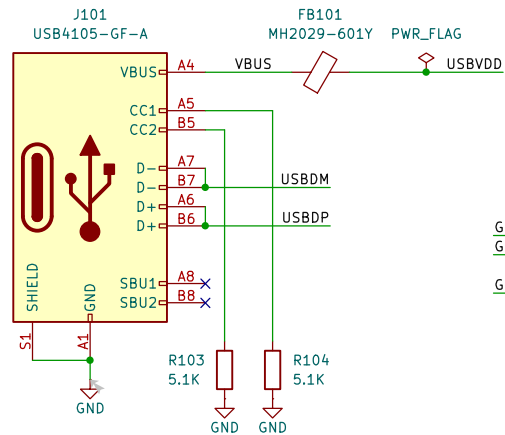 J101
USB4105-GF-A
FB101
MH2029-601Y
PWR_FLAG
VBUS
A4
VBUS
USBVDD
CC1
A5
CC2
B5
D-
A7
D-
B7
USBDM
D+
A6
D+
B6
USBDP
G
G
SBU1
A8
G
SBU2
B8
SHIELD
GND
S1
A1
R103
5.1K
R104
5.1K
GND
GND
GND